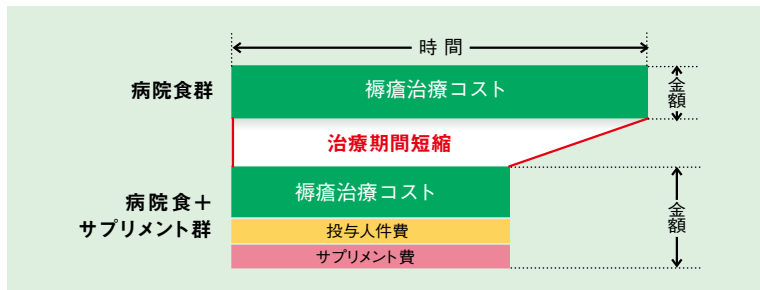 時間
病院食群
褥瘡治療コスト
金額
治療期間短縮
病院食＋
サプリメント群
褥瘡治療コスト
投与人件費
サプリメント費
金額